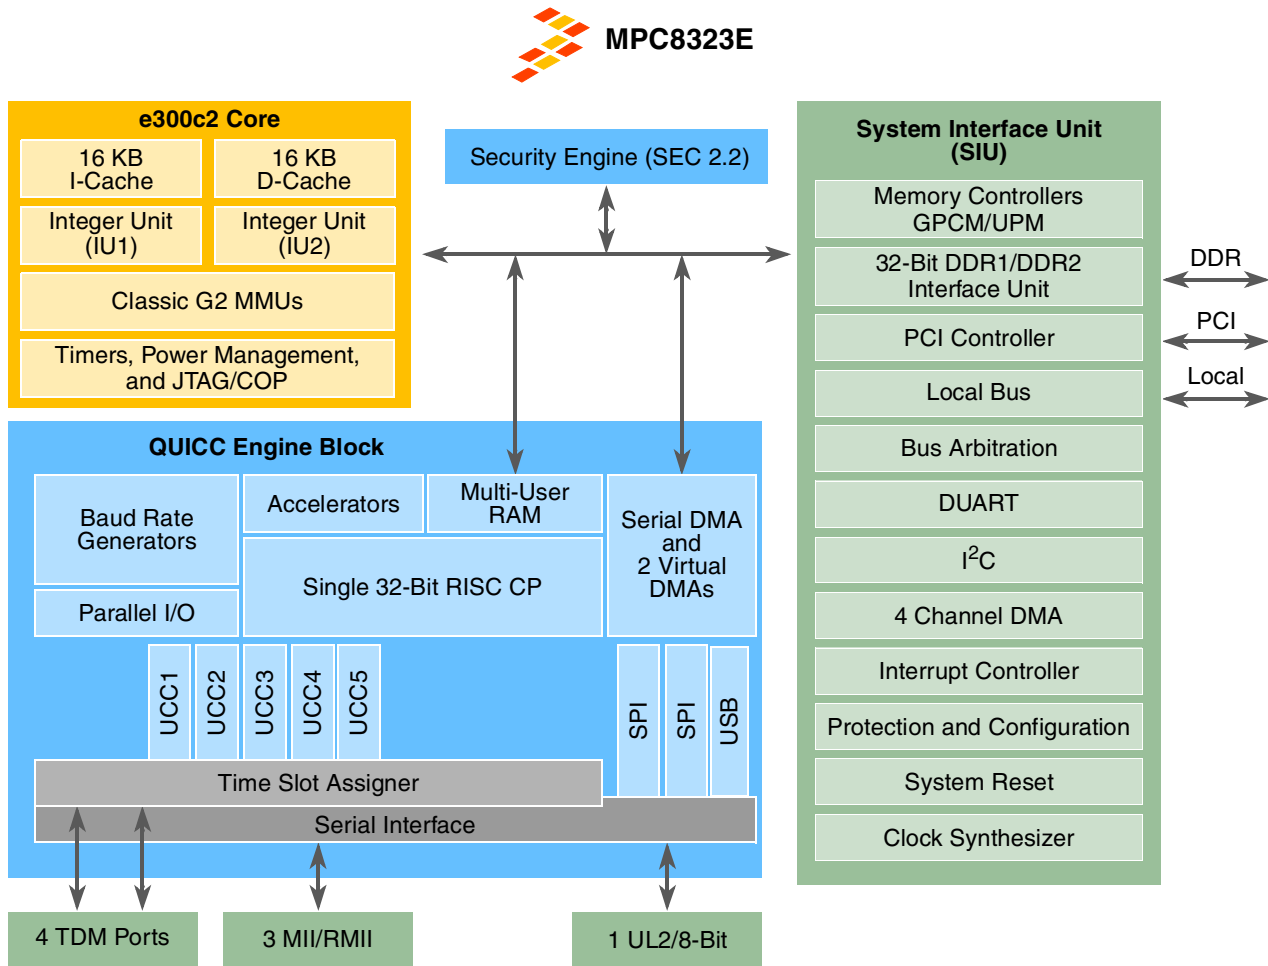 MPC8323E
e300c2 Core
16 KB
I-Cache
16 KB
D-Cache
Integer Unit
(IU1)
Integer Unit
(IU2)
Classic G2 MMUs
Timers, Power Management,
and JTAG/COP
Security Engine (SEC 2.2)
System Interface Unit
(SIU)
Memory Controllers
GPCM/UPM
32-Bit DDR1/DDR2
Interface Unit
PCI Controller
Local Bus
Bus Arbitration
DUART
I²C
4 Channel DMA
Interrupt Controller
Protection and Configuration
System Reset
Clock Synthesizer
DDR
PCI
Local
QUICC Engine Block
Baud Rate
Generators
Parallel I/O
Accelerators
Multi-User
RAM
Single 32-Bit RISC CP
Serial DMA
and
2 Virtual
DMAs
UCC1
UCC2
UCC3
UCC4
UCC5
SPI
SPI
USB
Time Slot Assigner
Serial Interface
4 TDM Ports
3 MII/RMII
1 UL2/8-Bit